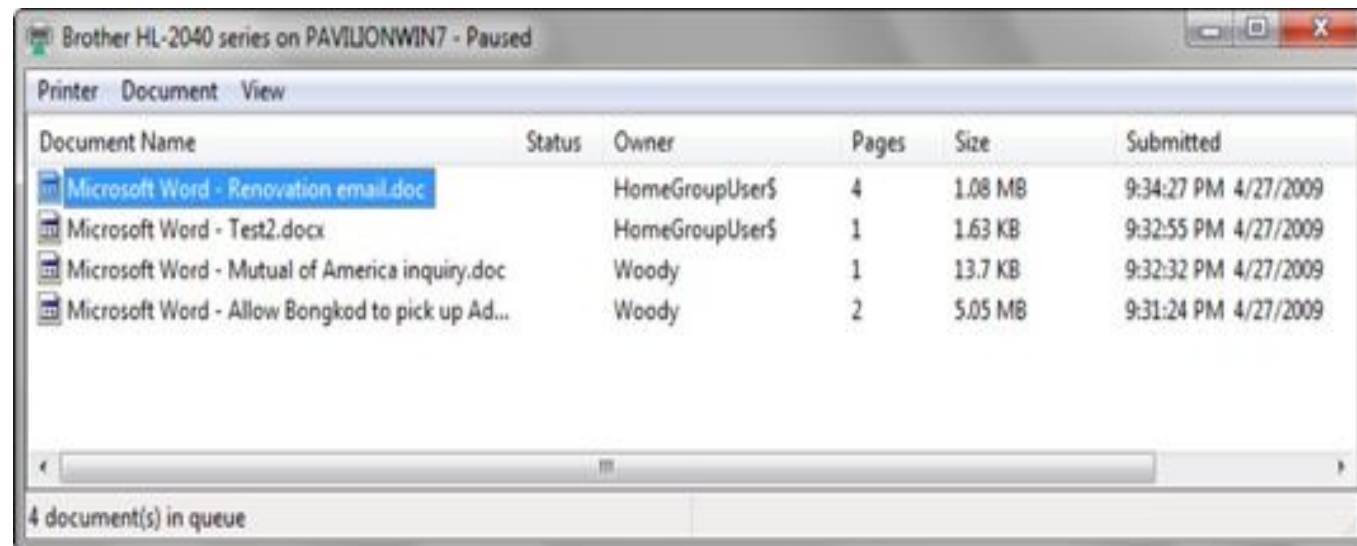 Brother HL-2040 series on PAVILIONWIN7 - Paused
Printer Document View
Document Name Status Owner Pages Size Submitted
Microsoft Word - Renovation email.doc HomeGroupUser$ 4 1.08 MB 9:34:27 PM 4/27/2009
Microsoft Word - Test2.docx HomeGroupUser$ 1 1.63 KB 9:32:55 PM 4/27/2009
Microsoft Word - Mutual of America inquiry.doc Woody 1 13.7 KB 9:32:32 PM 4/27/2009
Microsoft Word - Allow Bongkod to pick up Ad... Woody 2 5.05 MB 9:31:24 PM 4/27/2009
4 document(s) in queue